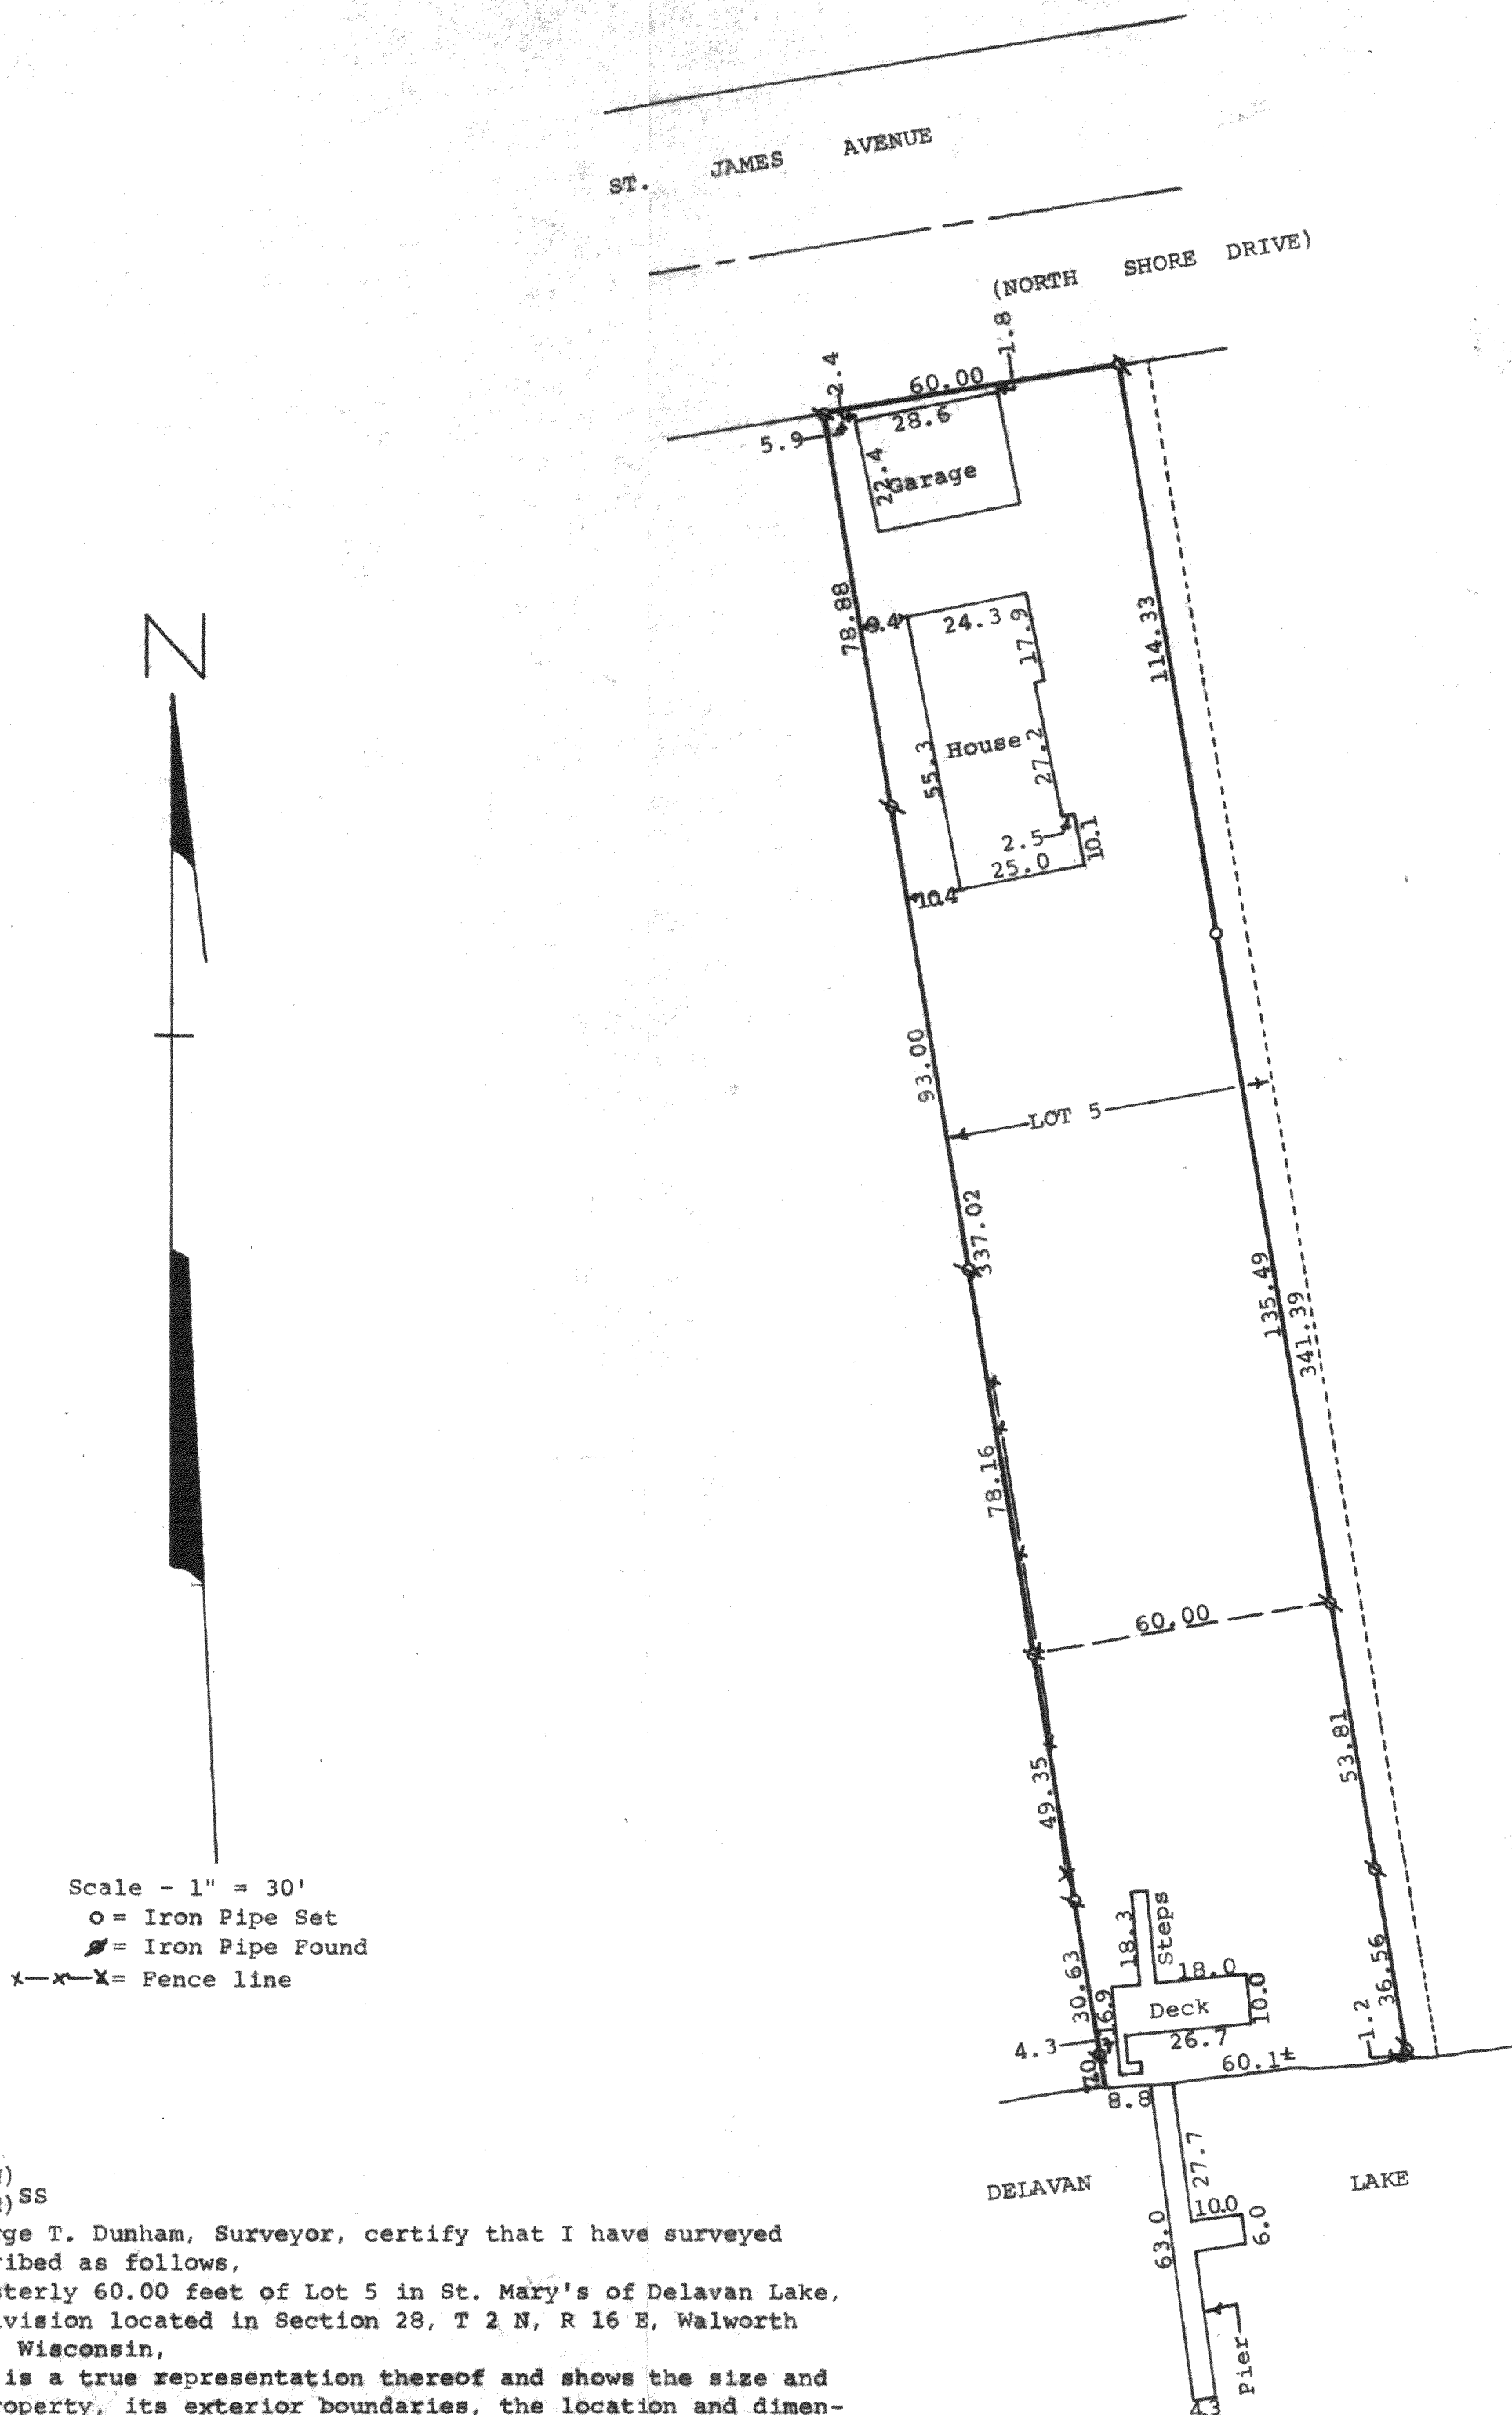 ST. JAMES AVENUE
(NORTH SHORE DRIVE)
2.4
60.00
1.8
5.9
28.6
22.4
Garage
78.88
9.4
24.3
17.9
114.33
55.3
House
27.2
2.5
10.1
25.0
10.4
93.00
LOT 5
337.02
135.49
341.39
78.16
60.00
53.81
49.35
N
Scale - 1" = 30'
o = Iron Pipe Set
= Iron Pipe Found
x—x—x= Fence line
18.3
Steps
30.63
16.9
18.0
Deck
10.0
36.56
1.2
4.3
26.7
60.1±
8.8
DELAVAN LAKE
27.7
10.0
6.0
63.0
Pier
4.3
SS
rge T. Dunham, Surveyor, certify that I have surveyed
ribed as follows,
sterly 60.00 feet of Lot 5 in St. Mary's of Delavan Lake,
vision located in Section 28, T 2 N, R 16 E, Walworth
Wisconsin,
is a true representation thereof and shows the size and
roperty, its exterior boundaries, the location and dimen-